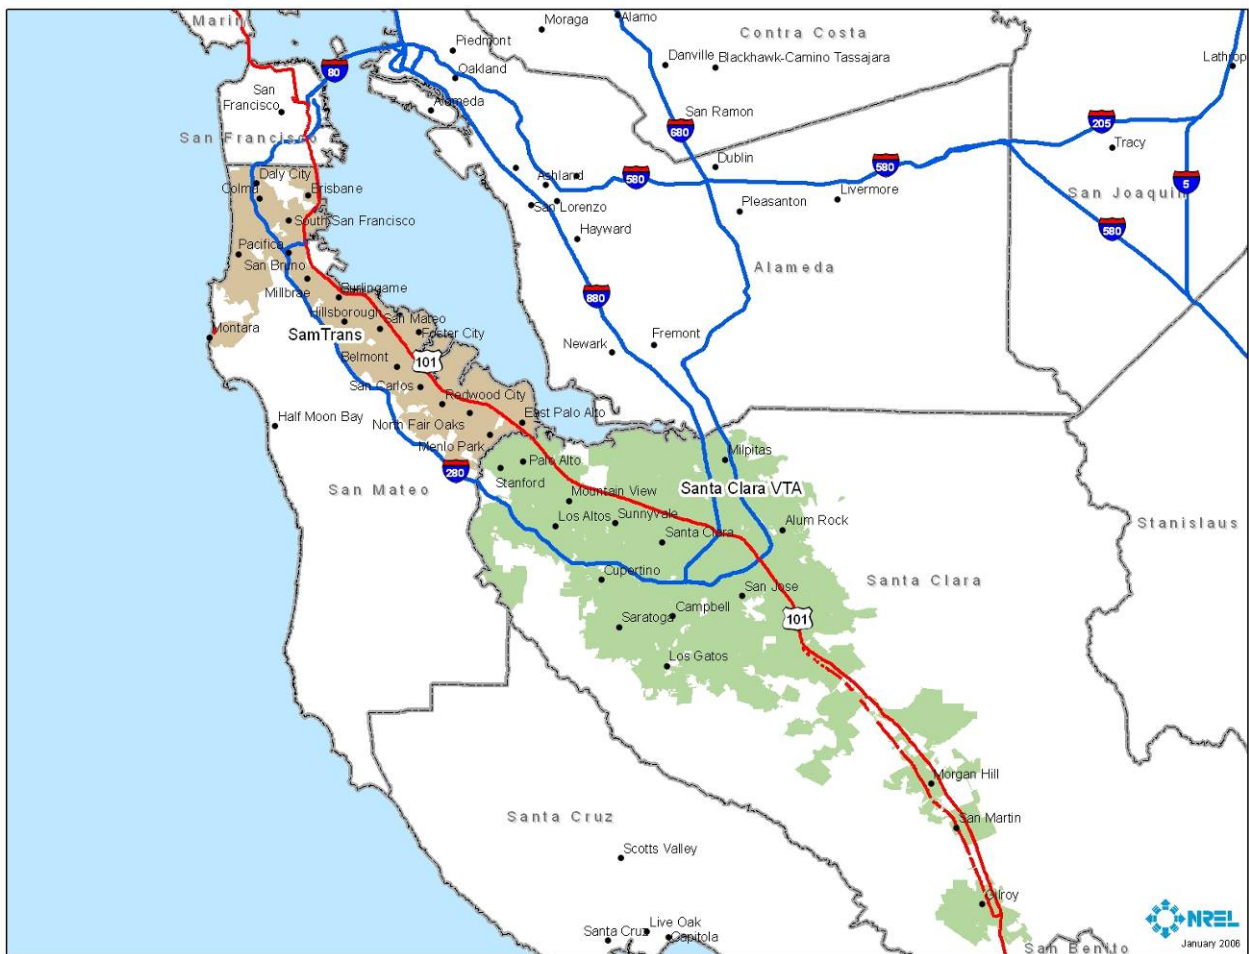 Marin
Moraga
Alamo
Contra Costa
Piedmont
Danville
Blackhawk-Camino Tassajara
Lathrop
80
Oakland
San
Francisco
Alameda
San Ramon
680
205
San Francisco
Tracy
Dublin
580
580
Ashland
Daly City
Colma
Brisbane
Livermore
San Joaquin
5
San Lorenzo
Pleasanton
South San Francisco
580
Hayward
Pacifica
San Bruno
Alameda
Millbrae
Burlingame
880
Hillsborough
San Mateo
Montara
SamTrans
Foster City
Fremont
Newark
Belmont
101
San Carlos
Redwood City
Half Moon Bay
North Fair Oaks
East Palo Alto
Menlo Park
Milpitas
Palo Alto
280
Stanford
San Mateo
Santa Clara VTA
Mountain View
Los Altos
Sunnyvale
Alum Rock
Stanislaus
Santa Clara
Cupertino
Santa Clara
San Jose
Campbell
Saratoga
101
Los Gatos
Morgan Hill
Santa Cruz
San Martin
Scotts Valley
Gilroy
NREL
Live Oak
Santa Cruz
Capitola
San Benito
January 2006